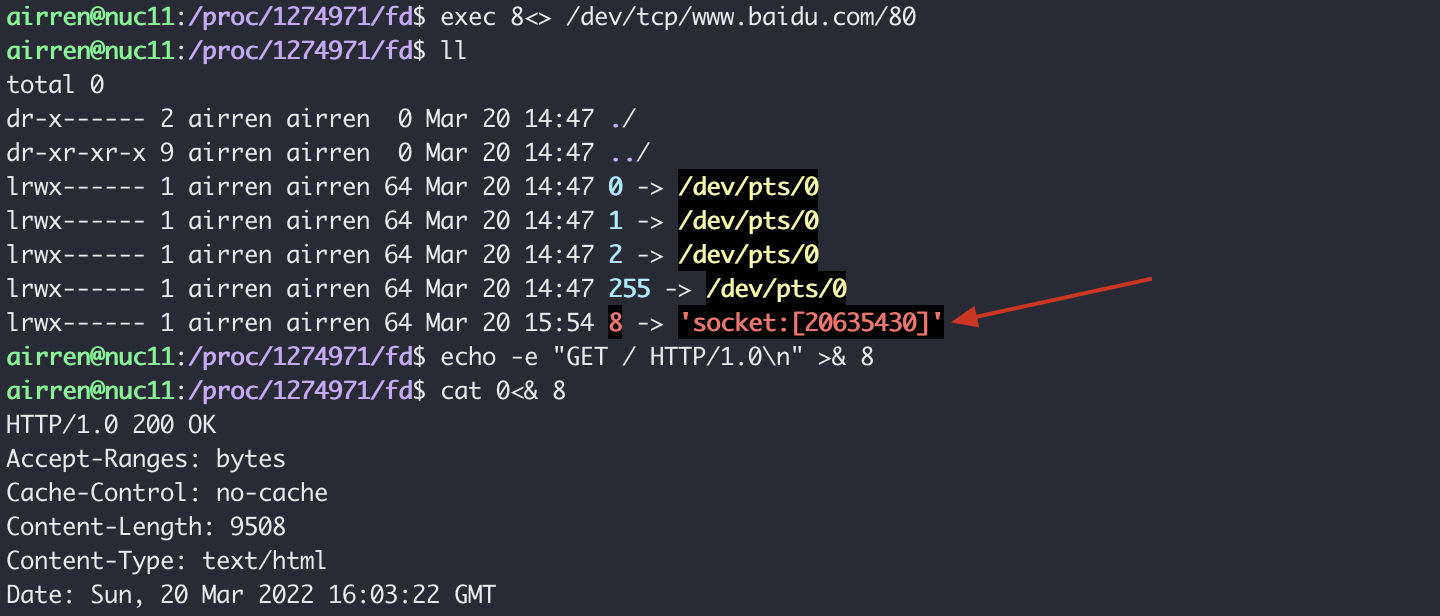 airren@nuc11:/proc/1274971/fd$ exec 8<> /dev/tcp/www.baidu.com/80
airren@nuc11:/proc/1274971/fd$ ll
total 0
dr-x------ 2 airren airren  0 Mar 20 14:47 ./
dr-xr-xr-x 9 airren airren  0 Mar 20 14:47 ../
lrwx------ 1 airren airren 64 Mar 20 14:47 0 -> /dev/pts/0
lrwx------ 1 airren airren 64 Mar 20 14:47 1 -> /dev/pts/0
lrwx------ 1 airren airren 64 Mar 20 14:47 2 -> /dev/pts/0
lrwx------ 1 airren airren 64 Mar 20 14:47 255 -> /dev/pts/0
lrwx------ 1 airren airren 64 Mar 20 15:54 8 -> 'socket:[20635430]'
airren@nuc11:/proc/1274971/fd$ echo -e "GET / HTTP/1.0\n" >& 8
airren@nuc11:/proc/1274971/fd$ cat 0<& 8
HTTP/1.0 200 OK
Accept-Ranges: bytes
Cache-Control: no-cache
Content-Length: 9508
Content-Type: text/html
Date: Sun, 20 Mar 2022 16:03:22 GMT